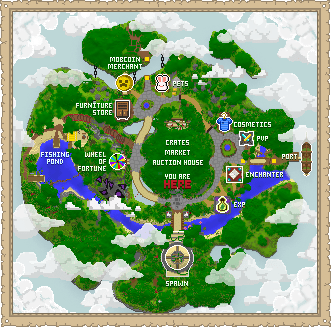 MOBCOIN
MERCHANT
PETS
FURNITURE
STORE
COSMETICS
PVP
CRATES
MARKET
AUCTION HOUSE
FISHING
POND
WHEEL
OF
FORTUNE
PORT
YOU ARE
HERE
ENCHANTER
EXP
SPAWN